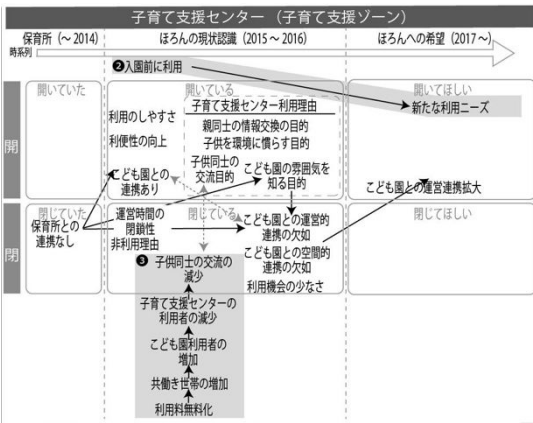 子育て支援センター（子育て支援ゾーン）
保育所（～2014）
ほろんの現状認識（2015～2016）
ほろんへの希望（2017～）
時系列
❷入園前に利用
開いていた
開いている
開いてほしい
子育て支援センター利用理由
新たな利用ニーズ
利用のしやすさ
親同士の情報交換の目的
利便性の向上
子供を環境に慣らす目的
子供同士の
交流目的
こども園との
連携あり
こども園の雰囲気を
知る目的
こども園との運営連携拡大
開
閉じていた
閉じている
閉じてほしい
保育所との
連携なし
運営時間の
閉鎖性
非利用理由
こども園との運営的
連携の欠如
こども園との空間的
連携の欠如
利用機会の少なさ
閉
❸ 子供同士の交流の
減少
子育て支援センターの
利用者の減少
こども園利用者の
増加
共働き世帯の増加
利用料無料化